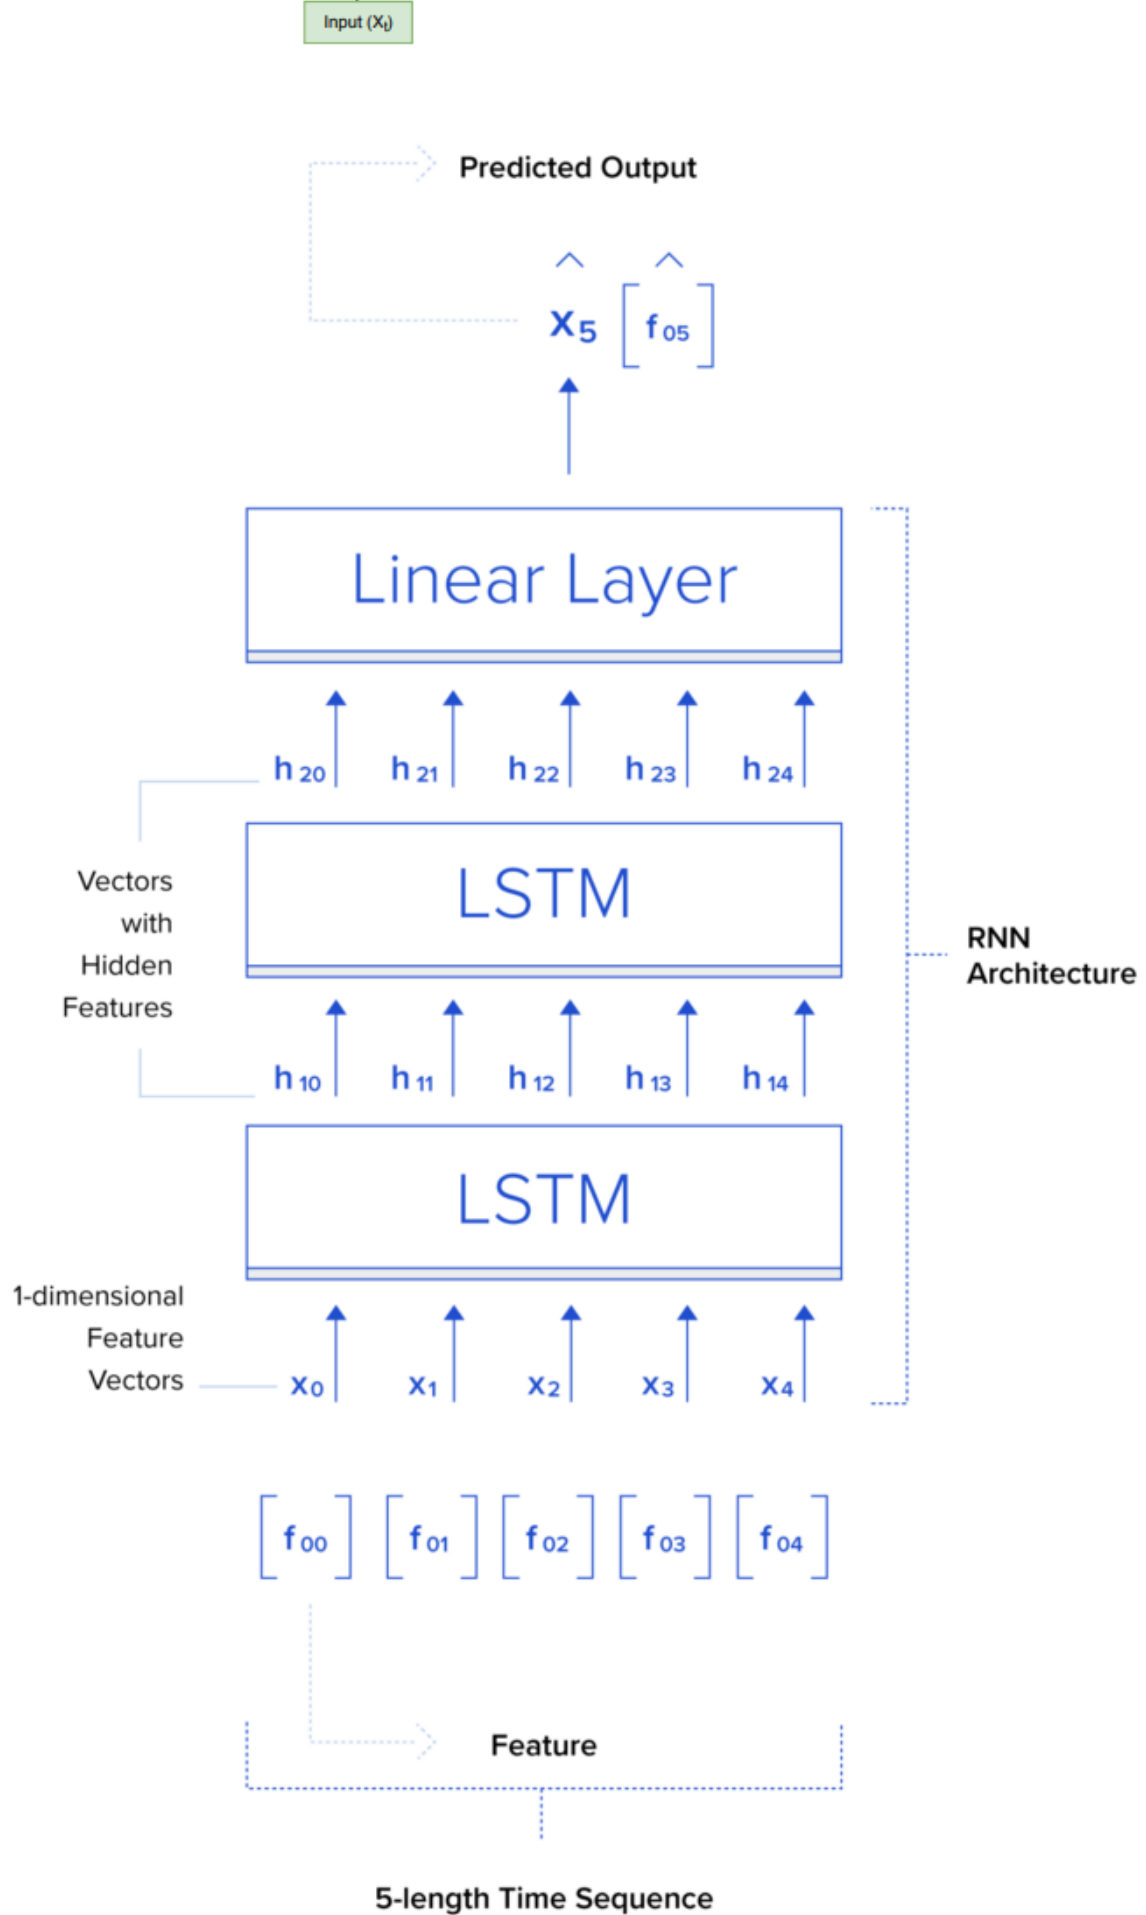 Input (Xt)
Predicted Output
^ ^
x5 [f05]
Linear Layer
h20 h21 h22 h23 h24
LSTM
Vectors
with
Hidden
Features
RNN
Architecture
h10 h11 h12 h13 h14
LSTM
1-dimensional
Feature
Vectors
x0 x1 x2 x3 x4
[f00] [f01] [f02] [f03] [f04]
Feature
5-length Time Sequence